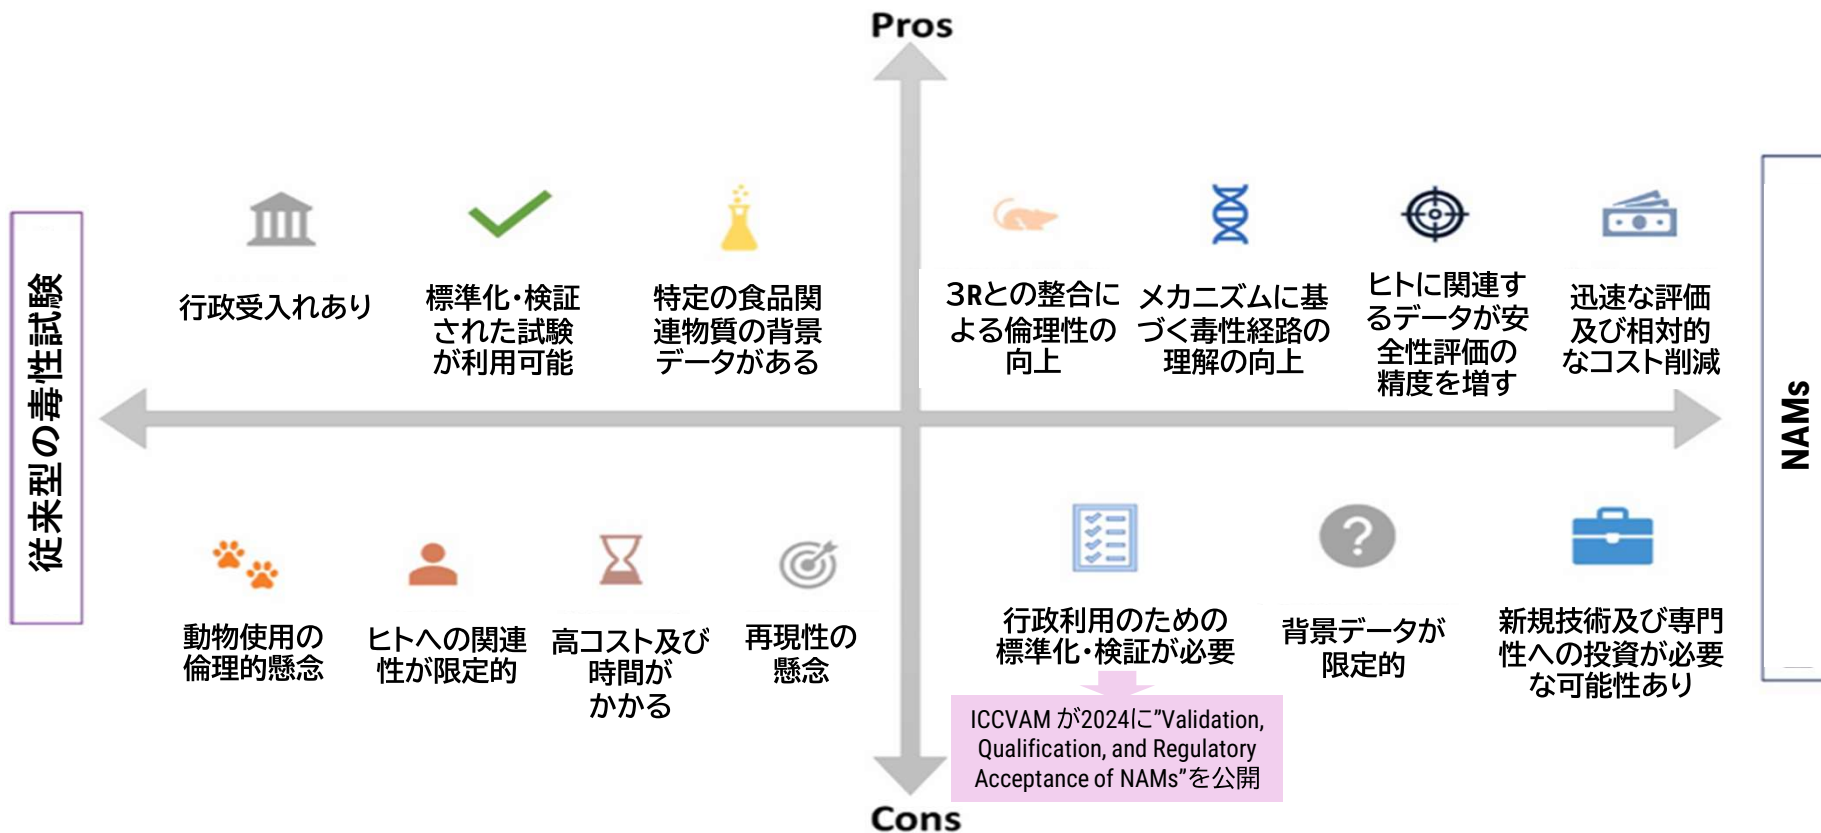 Pros
従来型の毒性試験
行政受入れあり
標準化・検証
された試験
が利用可能
特定の食品関
連物質の背景
データがある
3Rとの整合に
よる倫理性の
向上
メカニズムに基
づく毒性経路の
理解の向上
ヒトに関連す
るデータが安
全性評価の
精度を増す
迅速な評価
及び相対的
なコスト削減
NAMs
動物使用の
倫理的懸念
ヒトへの関連
性が限定的
高コスト及び
時間が
かかる
再現性の
懸念
行政利用のための
標準化・検証が必要
背景データが
限定的
新規技術及び専門
性への投資が必要
な可能性あり
ICCVAM が2024に”Validation,
Qualification, and Regulatory
Acceptance of NAMs”を公開
Cons